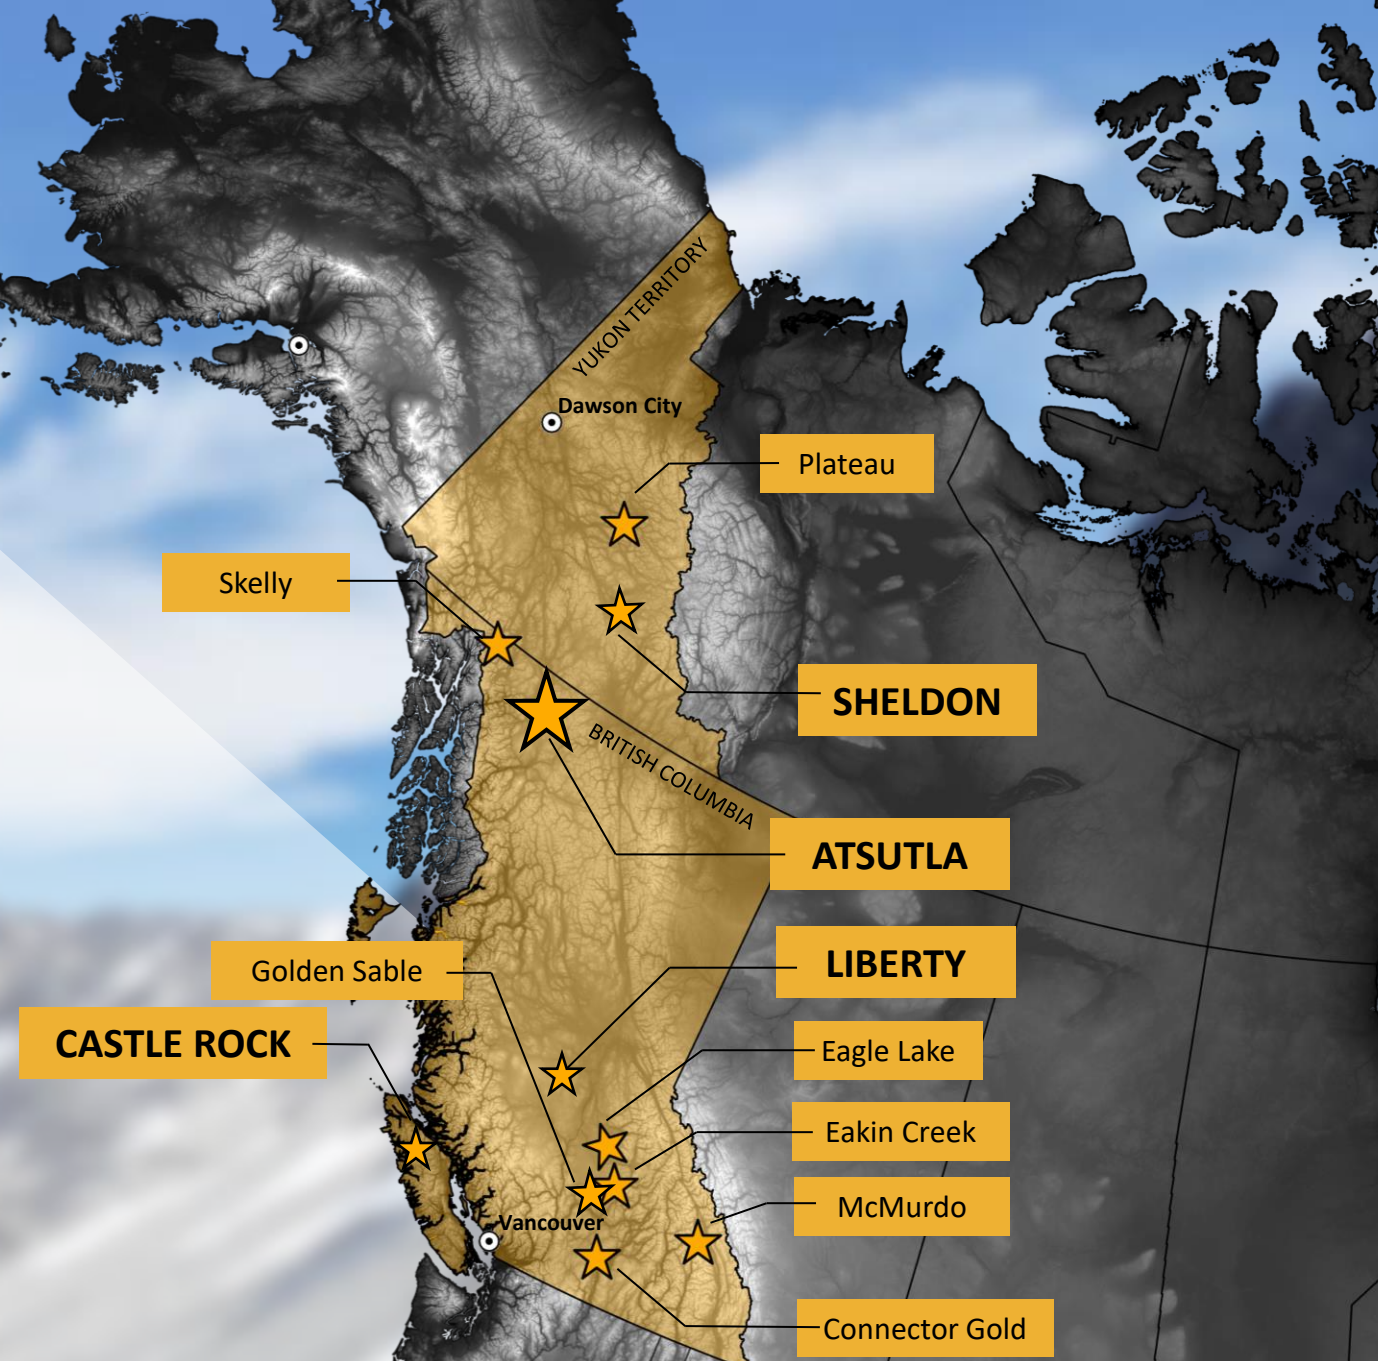 YUKON TERRITORY
Dawson City
Plateau
Skelly
SHELDON
BRITISH COLUMBIA
ATSUTLA
LIBERTY
Golden Sable
CASTLE ROCK
Eagle Lake
Eakin Creek
McMurdo
Vancouver
Connector Gold